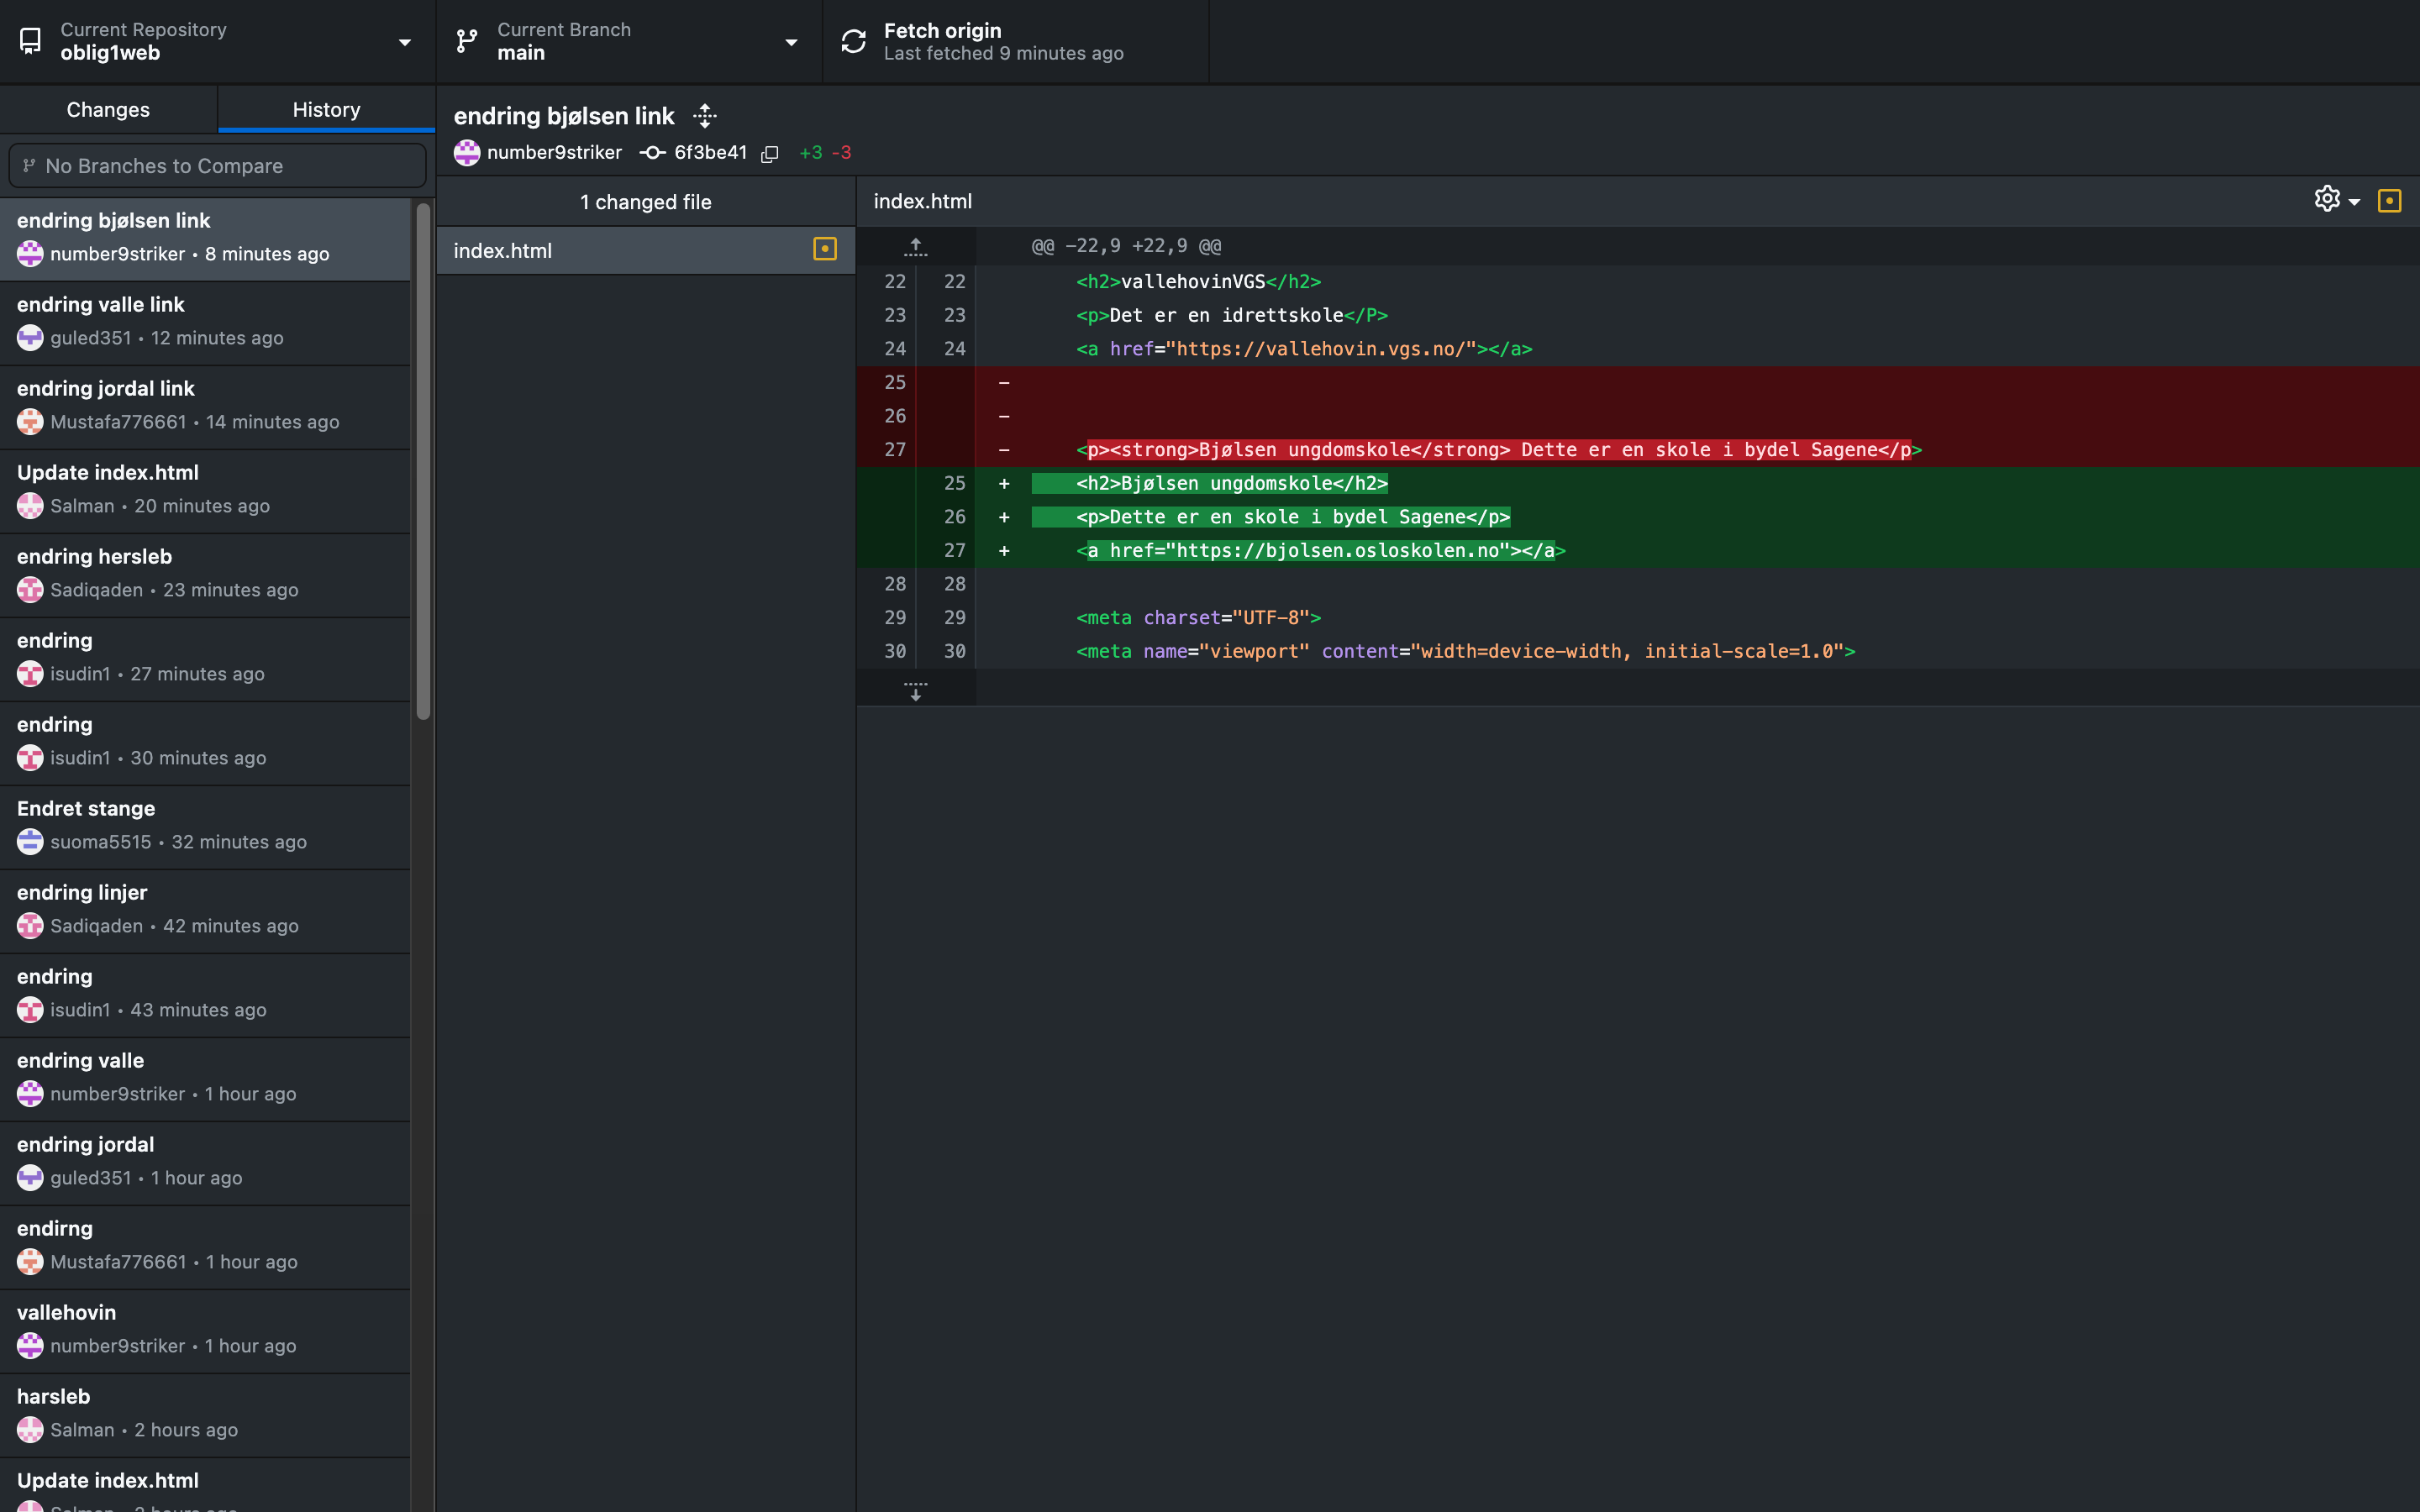 Current Repository
oblig1web
Current Branch
main
Fetch origin
Last fetched 9 minutes ago
Changes
History
No Branches to Compare
endring bjølsen link
number9striker • 8 minutes ago
endring valle link
guled351 • 12 minutes ago
endring jordal link
Mustafa776661 • 14 minutes ago
Update index.html
Salman • 20 minutes ago
endring hersleb
Sadiqaden • 23 minutes ago
endring
isudin1 • 27 minutes ago
endring
isudin1 • 30 minutes ago
Endret stange
suoma5515 • 32 minutes ago
endring linjer
Sadiqaden • 42 minutes ago
endring
isudin1 • 43 minutes ago
endring valle
number9striker • 1 hour ago
endring jordal
guled351 • 1 hour ago
endirng
Mustafa776661 • 1 hour ago
vallehovin
number9striker • 1 hour ago
harsleb
Salman • 2 hours ago
Update index.html
endring bjølsen link
number9striker 6f3be41 +3 -3
1 changed file
index.html
index.html
@@ -22,9 +22,9 @@
22 22 <h2>vallehovinVGS</h2>
23 23 <p>Det er en idrettskole</P>
24 24 <a href="https://vallehovin.vgs.no/"></a>
25 -
26 -
27 - <p><strong>Bjølsen ungdomskole</strong> Dette er en skole i bydel Sagene</p>
25 + <h2>Bjølsen ungdomskole</h2>
26 + <p>Dette er en skole i bydel Sagene</p>
27 + <a href="https://bjolsen.osloskolen.no"></a>
28 28
29 29 <meta charset="UTF-8">
30 30 <meta name="viewport" content="width=device-width, initial-scale=1.0">